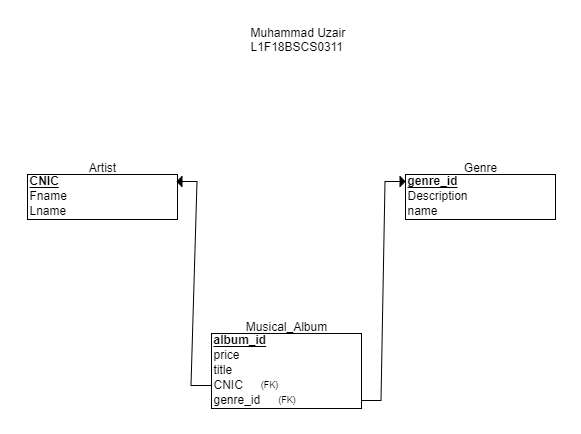 Muhammad Uzair
L1F18BSCS0311
Artist
CNIC
Fname
Lname
Genre
genre_id
Description
name
Musical_Album
album_id
price
title
CNIC (FK)
genre_id (FK)